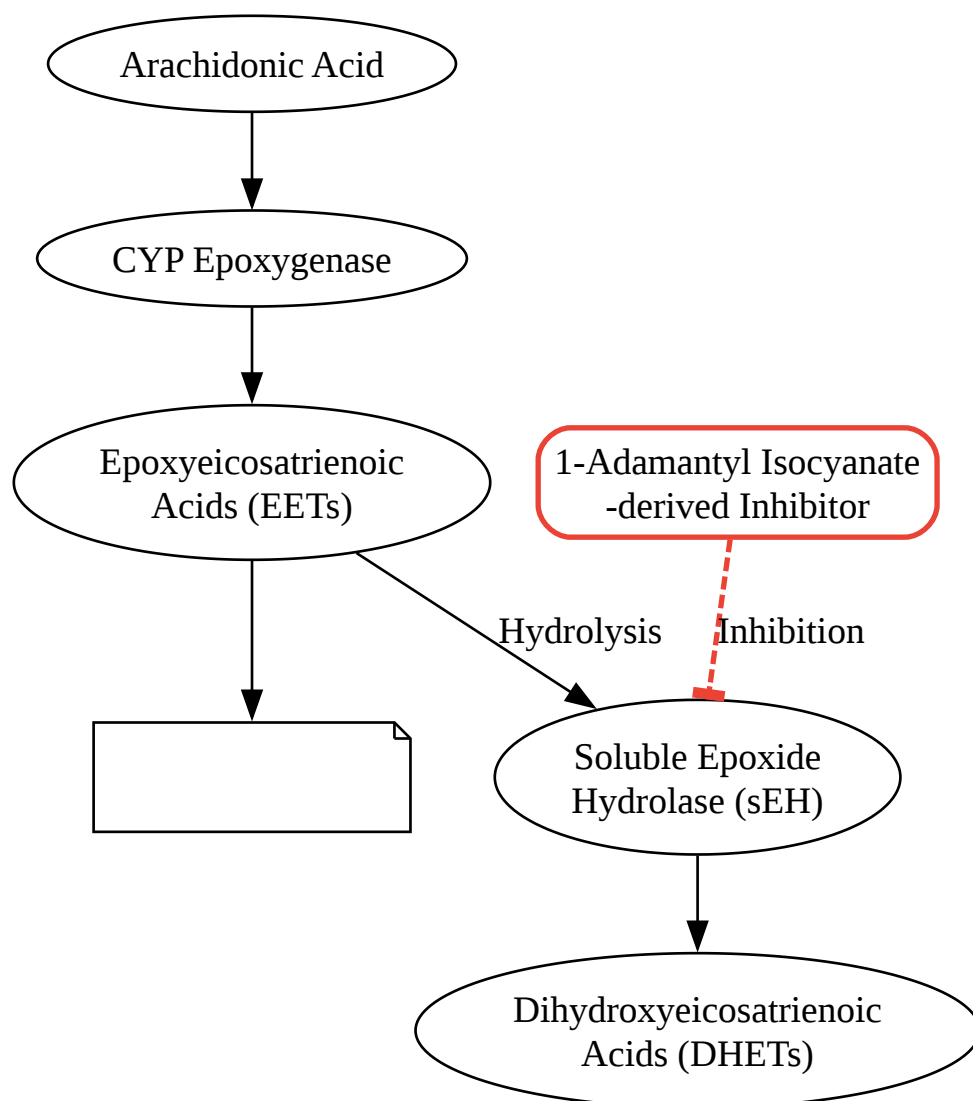 Arachidonic Acid
CYP Epoxygenase
Epoxyeicosatrienoic
Acids (EETs)
1-Adamantyl Isocyanate
-derived Inhibitor
Hydrolysis
Inhibition
Soluble Epoxide
Hydrolase (sEH)
Dihydroxyeicosatrienoic
Acids (DHETs)